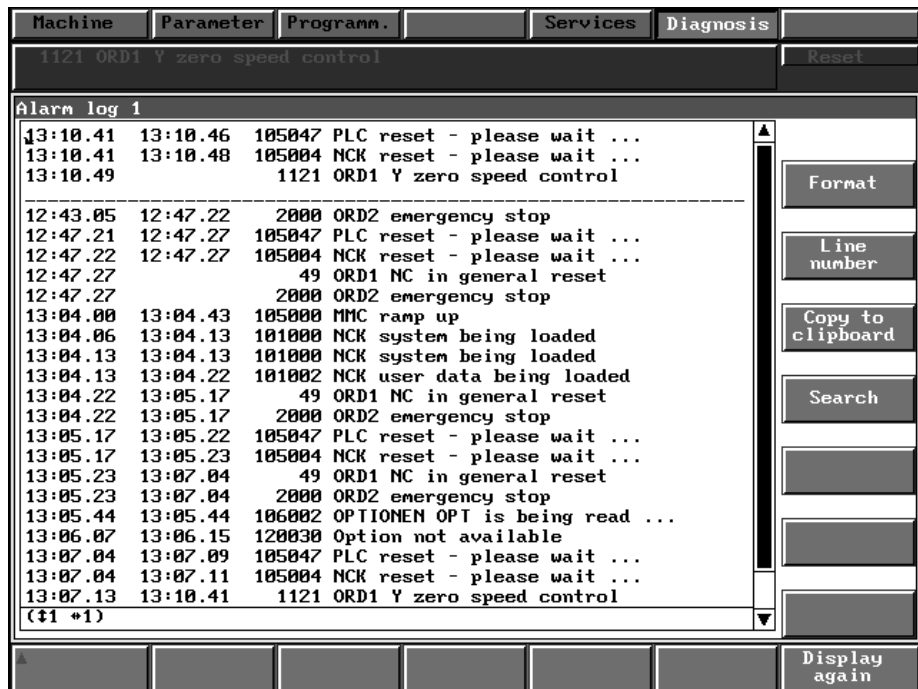 Machine Parameter Programm. Services Diagnosis
1121 ORD1 Y zero speed control Reset
Alarm log 1
13:10.41 13:10.46 105047 PLC reset - please wait ...
13:10.41 13:10.48 105004 NCK reset - please wait ...
13:10.49 1121 ORD1 Y zero speed control
12:43.05 12:47.22 2000 ORD2 emergency stop
12:47.21 12:47.27 105047 PLC reset - please wait ...
12:47.22 12:47.27 105004 NCK reset - please wait ...
12:47.27 49 ORD1 NC in general reset
12:47.27 2000 ORD2 emergency stop
13:04.00 13:04.43 105000 MMC ramp up
13:04.06 13:04.13 101000 NCK system being loaded
13:04.13 13:04.13 101000 NCK system being loaded
13:04.13 13:04.22 101002 NCK user data being loaded
13:04.22 13:05.17 49 ORD1 NC in general reset
13:04.22 13:05.17 2000 ORD2 emergency stop
13:05.17 13:05.22 105047 PLC reset - please wait ...
13:05.17 13:05.23 105004 NCK reset - please wait ...
13:05.23 13:07.04 49 ORD1 NC in general reset
13:05.23 13:07.04 2000 ORD2 emergency stop
13:05.44 13:05.44 106002 OPTIONEN OPT is being read ...
13:06.07 13:06.15 120030 Option not available
13:07.04 13:07.09 105047 PLC reset - please wait ...
13:07.04 13:07.11 105004 NCK reset - please wait ...
13:07.13 13:10.41 1121 ORD1 Y zero speed control
(↕1 ↔1)
Format
Line
number
Copy to
clipboard
Search
Display
again